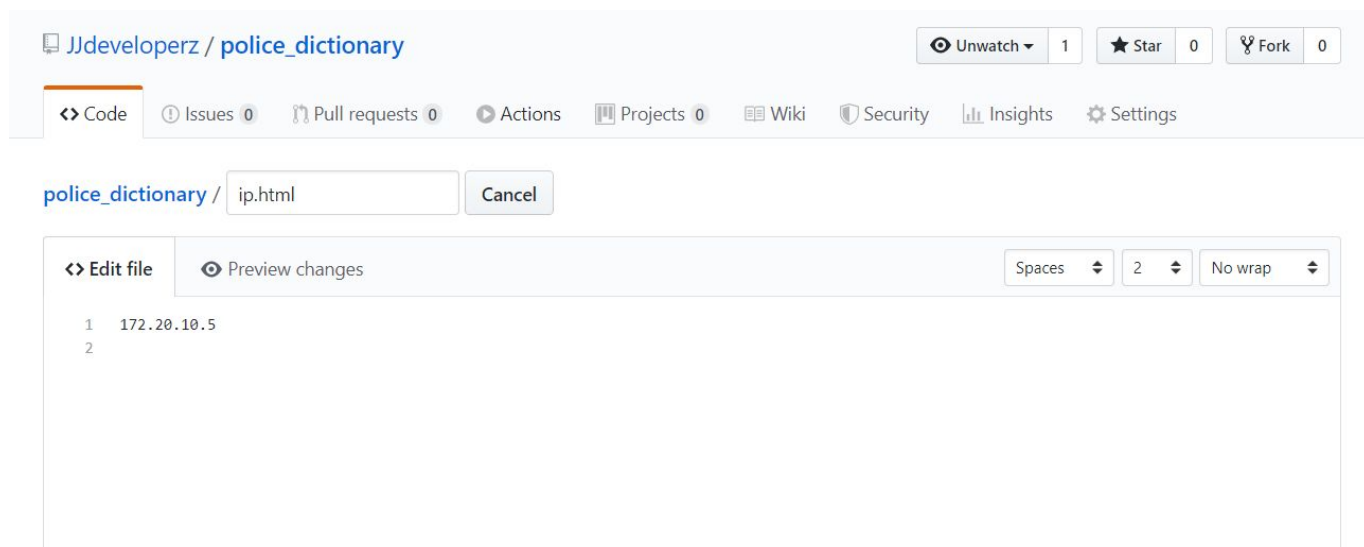 JJdeveloperz / police_dictionary
Unwatch 1 Star 0 Fork 0
<> Code Issues 0 Pull requests 0 Actions Projects 0 Wiki Security Insights Settings
police_dictionary / ip.html Cancel
<> Edit file Preview changes Spaces 2 No wrap
1 172.20.10.5
2